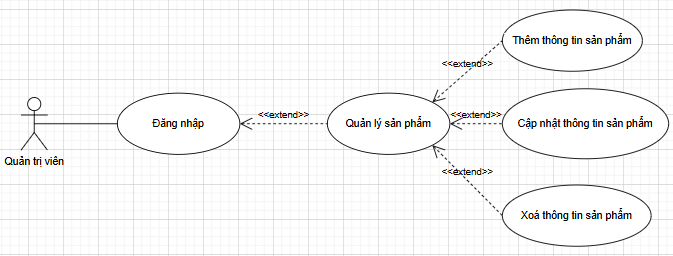 Thêm thông tin sản phẩm
<<extend>>
Đăng nhập
<<extend>>
Quản lý sản phẩm
<<extend>>
Cập nhật thông tin sản phẩm
Quản trị viên
<<extend>>
Xoá thông tin sản phẩm